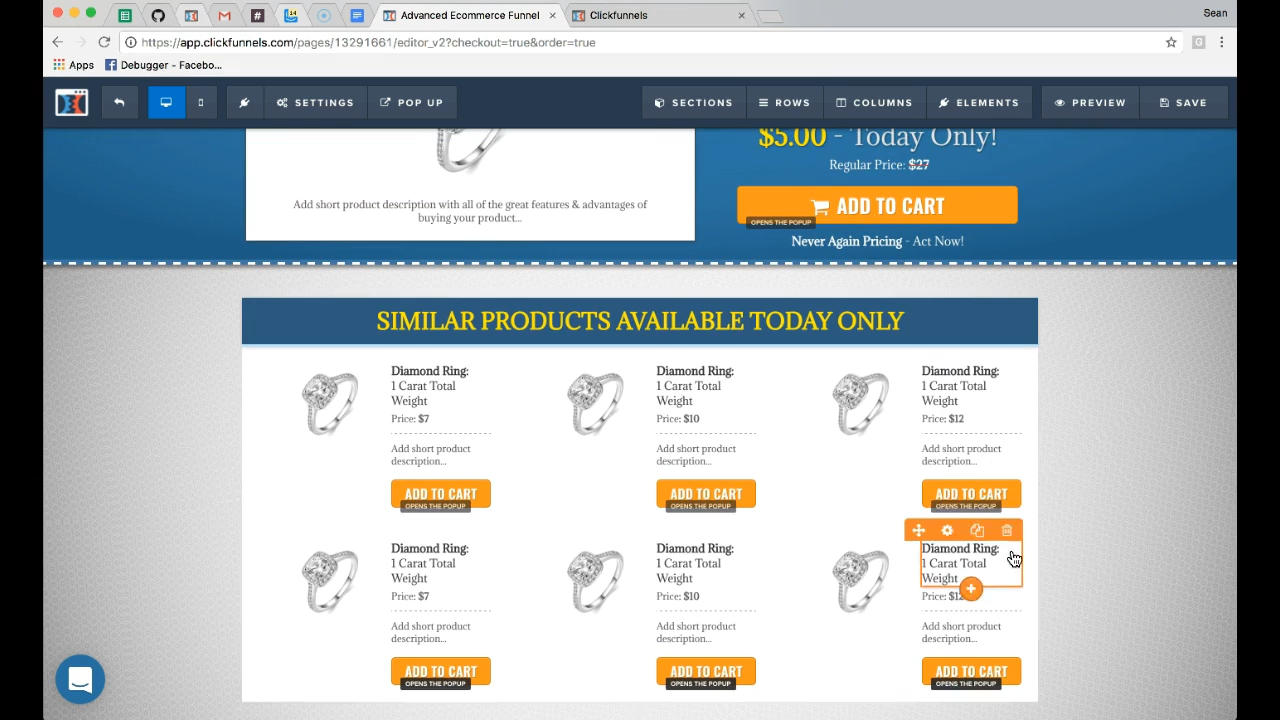 Advanced Ecommerce Funnel
Clickfunnels
Sean
14
https://app.clickfunnels.com/pages/13291661/editor_v2?checkout=true&order=true
Apps
Debugger - Facebo...
SETTINGS
POP UP
SECTIONS
ROWS
COLUMNS
ELEMENTS
PREVIEW
SAVE
$5.00 - Today Only!
Regular Price: $27
ADD TO CART
OPENS THE POPUP
Never Again Pricing - Act Now!
Add short product description with all of the great features & advantages of
buying your product...
SIMILAR PRODUCTS AVAILABLE TODAY ONLY
Diamond Ring:
1 Carat Total
Weight
Price: $7
Add short product
description...
ADD TO CART
OPENS THE POPUP
Diamond Ring:
1 Carat Total
Weight
Price: $10
Add short product
description...
ADD TO CART
OPENS THE POPUP
Diamond Ring:
1 Carat Total
Weight
Price: $12
Add short product
description...
ADD TO CART
OPENS THE POPUP
Diamond Ring:
1 Carat Total
Weight
Price: $7
Add short product
description...
ADD TO CART
OPENS THE POPUP
Diamond Ring:
1 Carat Total
Weight
Price: $10
Add short product
description...
ADD TO CART
OPENS THE POPUP
Diamond Ring:
1 Carat Total
Weight
Price: $12
Add short product
description...
ADD TO CART
OPENS THE POPUP